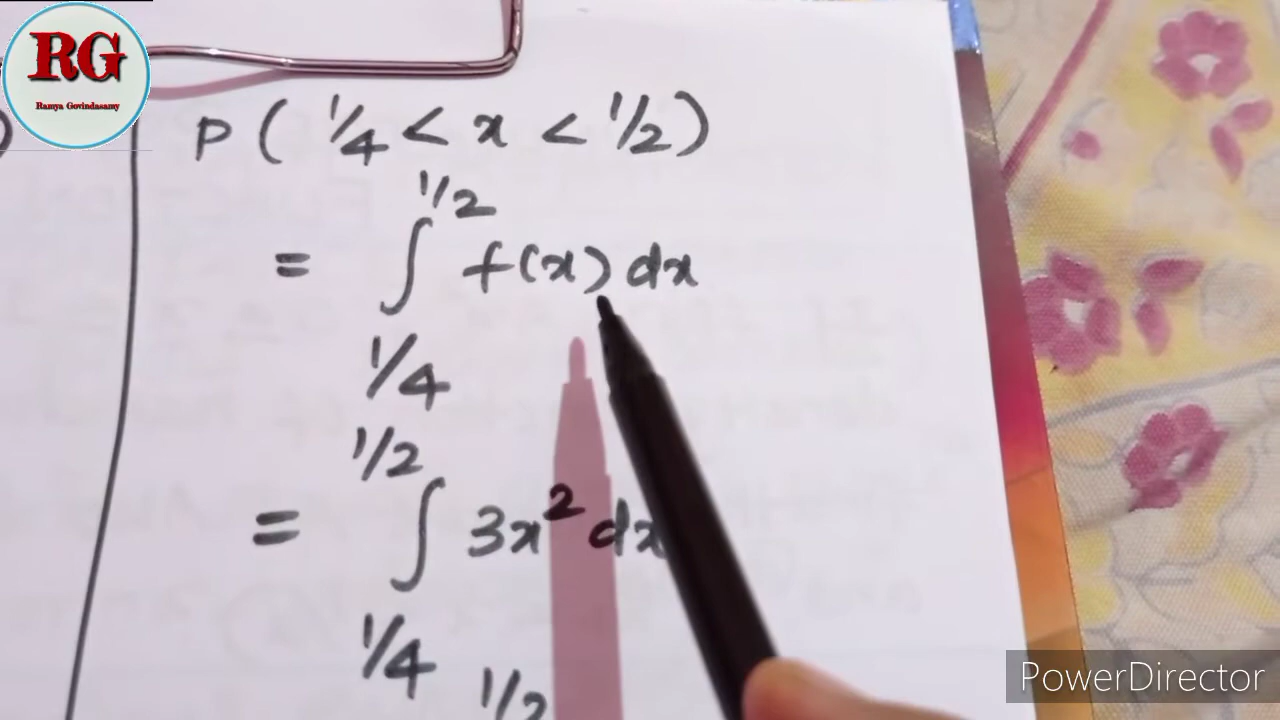 RG
Ramya Govindasamy
)
P ( 1/4 < x < 1/2 )
1/2
= ∫ f(x) dx
1/4
1/2
= ∫ 3x² dx
1/4
1/2
PowerDirector